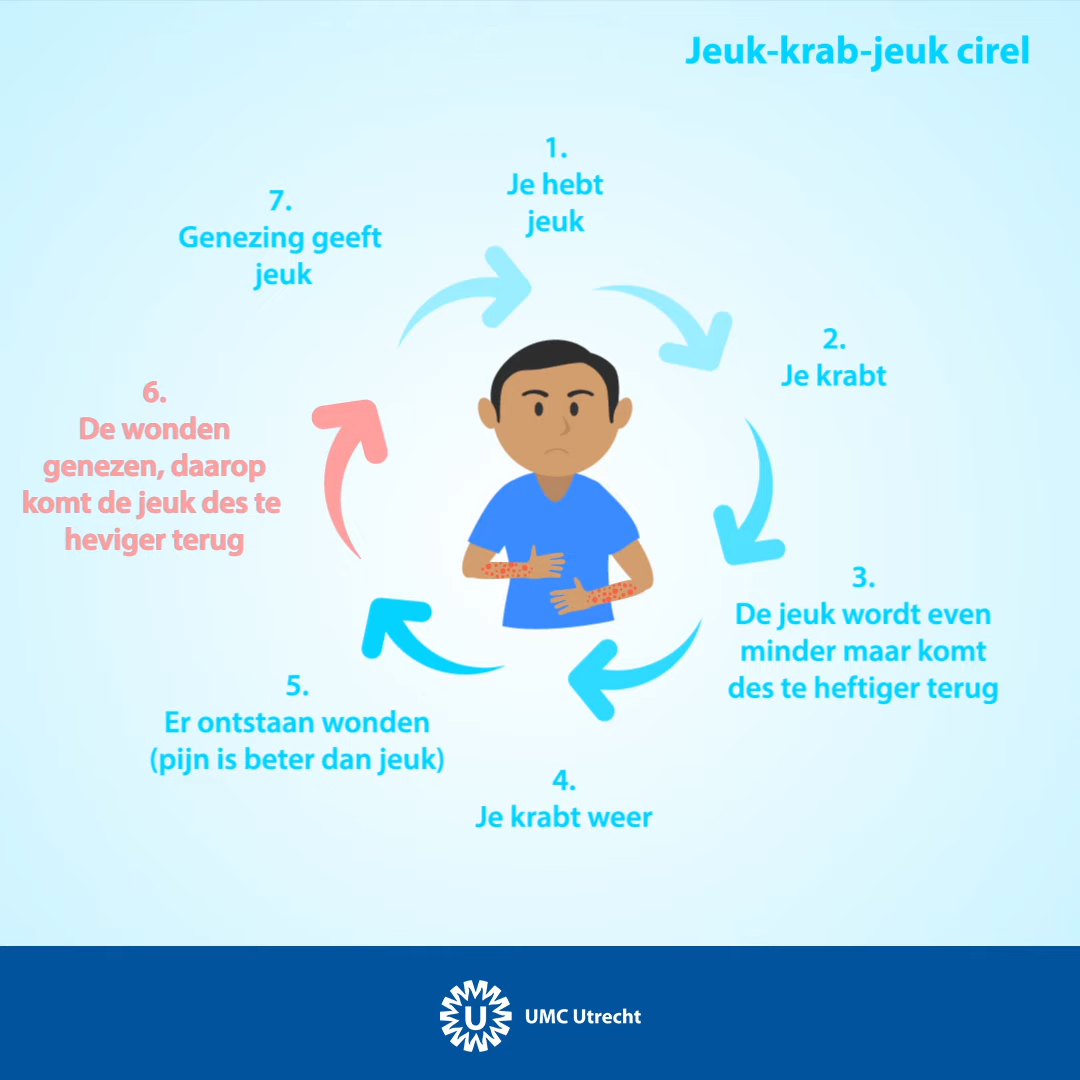 Jeuk-krab-jeuk cirel
1.
Je hebt
jeuk
2.
Je krabt
3.
De jeuk wordt even
minder maar komt
des te heftiger terug
4.
Je krabt weer
5.
Er ontstaan wonden
(pijn is beter dan jeuk)
6.
De wonden
genezen, daarop
komt de jeuk des te
heviger terug
7.
Genezing geeft
jeuk
U
UMC Utrecht